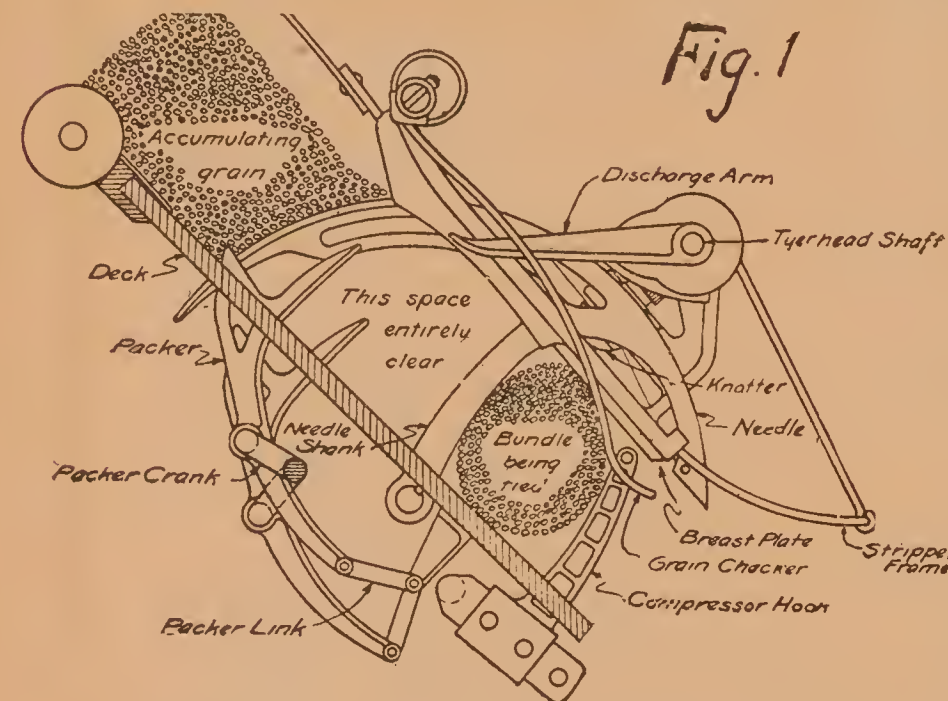 Fig. 1
Accumulating
grain
Discharge Arm
Tyerhead Shaft
Deck
This space
entirely
clear
Packer
Knotter
Needle
Needle
Shank
Bundle
being
tied
Packer Crank
Breast Plate
Grain Chacker
Stripper
Frame
Compressor Hook
Packer Link